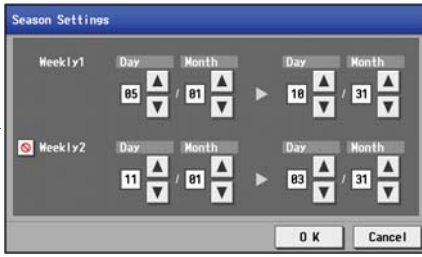 Season Settings
Weekly1 Day Month Day Month
05 / 01 10 / 31
Weekly2 Day Month Day Month
11 / 01 03 / 31
OK Cancel